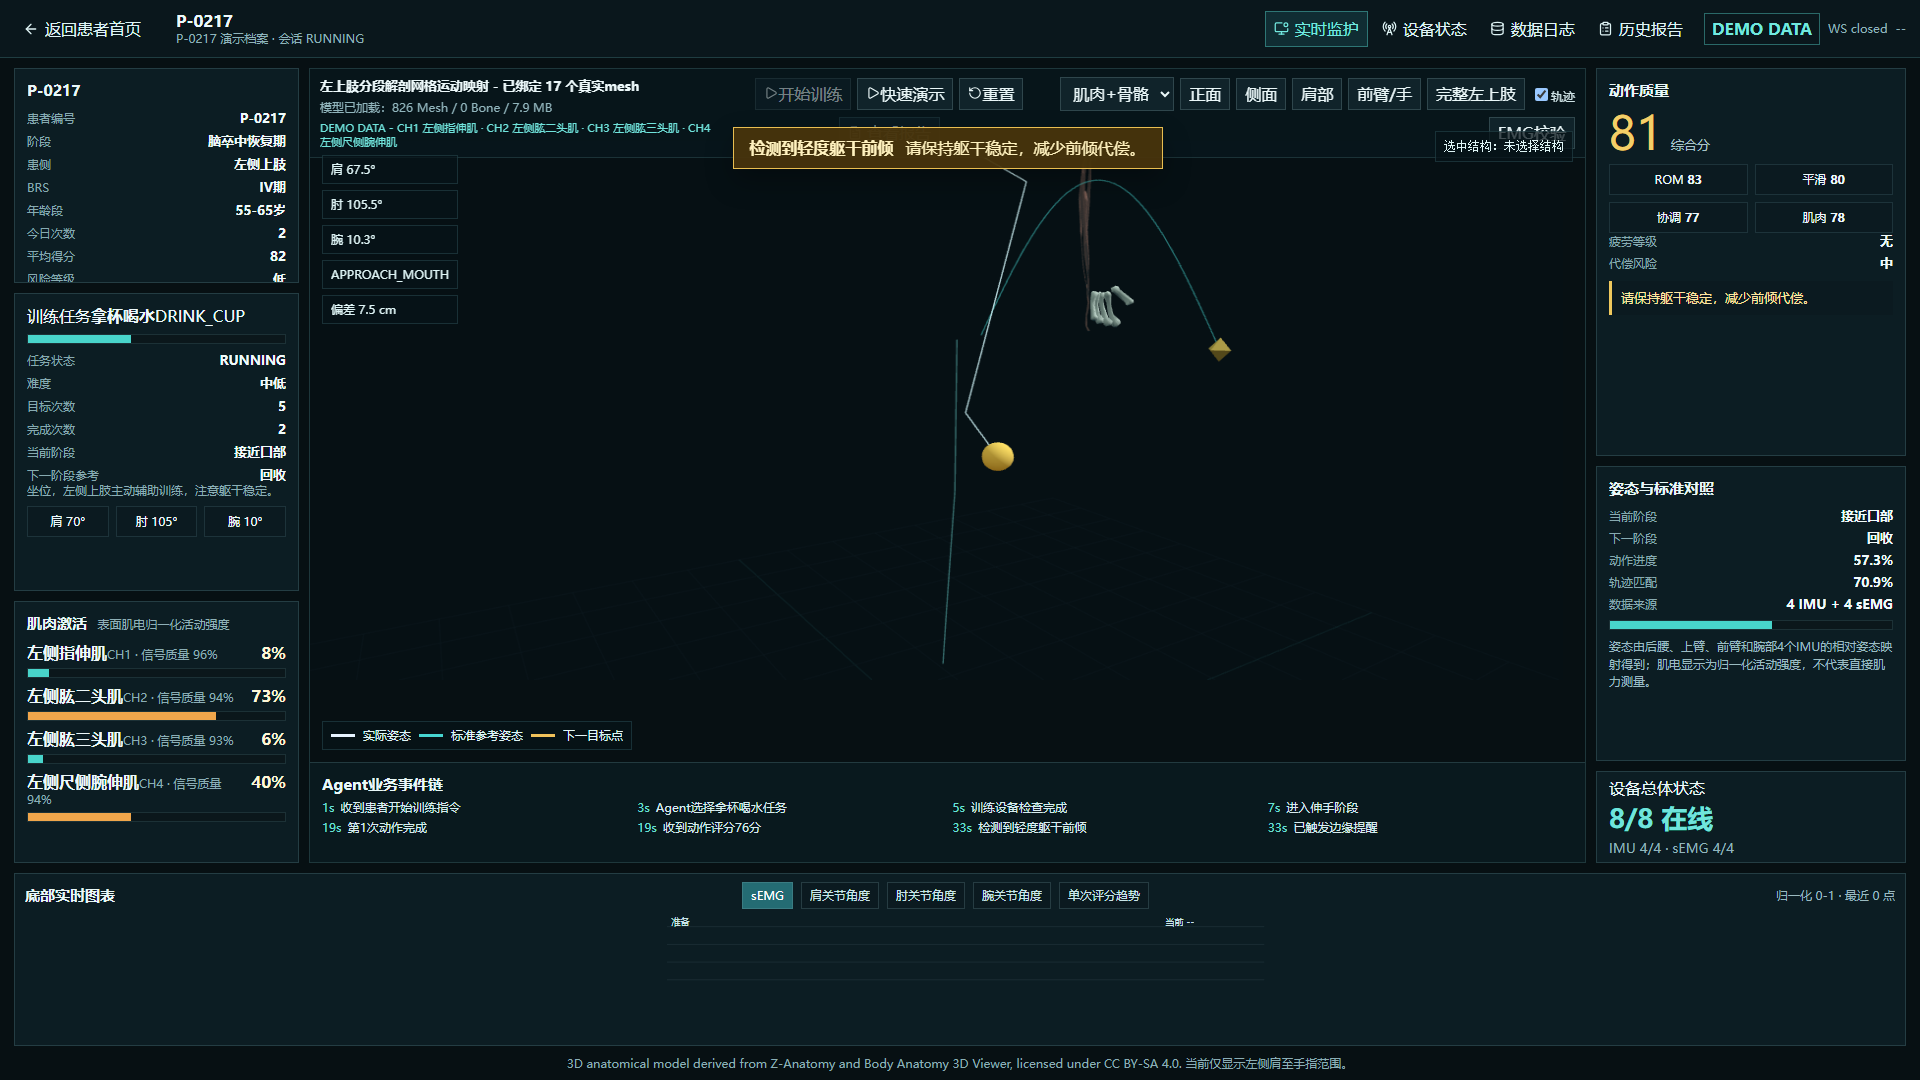 返回患者首页
P-0217
P-0217 演示档案 · 会话 RUNNING
实时监护
设备状态
数据日志
历史报告
DEMO DATA
WS closed --
P-0217
患者编号 P-0217
阶段 脑卒中恢复期
患侧 左侧上肢
BRS IV期
年龄段 55-65岁
今日次数 2
平均得分 82
风险等级 低
训练任务拿杯喝水DRINK_CUP
任务状态 RUNNING
难度 中低
目标次数 5
完成次数 2
当前阶段 接近口部
下一阶段参考 回收
坐位，左侧上肢主动辅助训练，注意躯干稳定。
肩 70° 肘 105° 腕 10°
肌肉激活 表面肌电归一化活动强度
左侧指伸肌CH1 · 信号质量 96% 8%
左侧肱二头肌CH2 · 信号质量 94% 73%
左侧肱三头肌CH3 · 信号质量 93% 6%
左侧尺侧腕伸肌CH4 · 信号质量 40%
94%
左上肢分段解剖网格运动映射 - 已绑定 17 个真实mesh
模型已加载：826 Mesh / 0 Bone / 7.9 MB
DEMO DATA - CH1 左侧指伸肌 · CH2 左侧肱二头肌 · CH3 左侧肱三头肌 · CH4
左侧尺侧腕伸肌
开始训练 快速演示 重置
肌肉+骨骼 正面 侧面 肩部 前臂/手 完整左上肢 轨迹
EMG校验
选中结构：未选择结构
检测到轻度躯干前倾 请保持躯干稳定，减少前倾代偿。
肩 67.5°
肘 105.5°
腕 10.3°
APPROACH_MOUTH
偏差 7.5 cm
实际姿态 标准参考姿态 下一目标点
Agent业务事件链
1s 收到患者开始训练指令 3s Agent选择拿杯喝水任务 5s 训练设备检查完成 7s 进入伸手阶段
19s 第1次动作完成 19s 收到动作评分76分 33s 检测到轻度躯干前倾 33s 已触发边缘提醒
动作质量
81 综合分
ROM 83 平滑 80
协调 77 肌肉 78
疲劳等级 无
代偿风险 中
请保持躯干稳定，减少前倾代偿。
姿态与标准对照
当前阶段 接近口部
下一阶段 回收
动作进度 57.3%
轨迹匹配 70.9%
数据来源 4 IMU + 4 sEMG
姿态由后腰、上臂、前臂和腕部4个IMU的相对姿态映
射得到；肌电显示为归一化活动强度，不代表直接肌
力测量。
设备总体状态
8/8 在线
IMU 4/4 · sEMG 4/4
底部实时图表
sEMG 肩关节角度 肘关节角度 腕关节角度 单次评分趋势
归一化 0-1 · 最近 0 点
准备 当前 --
3D anatomical model derived from Z-Anatomy and Body Anatomy 3D Viewer, licensed under CC BY-SA 4.0. 当前仅显示左侧肩至手指范围。